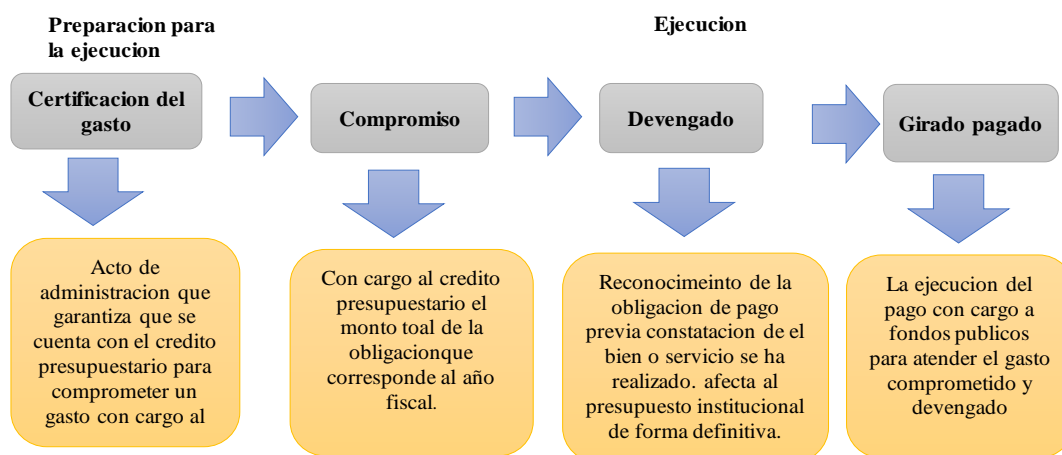 Preparacion para
la ejecucion
Ejecucion
Certificacion del
gasto
Compromiso
Devengado
Girado pagado
Acto de
administracion que
garantiza que se
cuenta con el credito
presupuestario para
comprometer un
gasto con cargo al
Con cargo al credito
presupuestario el
monto toal de la
obligacionque
corresponde al año
fiscal.
Reconocimeinto de la
obligacion de pago
previa constatacion de el
bien o servicio se ha
realizado. afecta al
presupuesto institucional
de forma definitiva.
La ejecucion del
pago con cargo a
fondos publicos
para atender el gasto
comprometido y
devengado